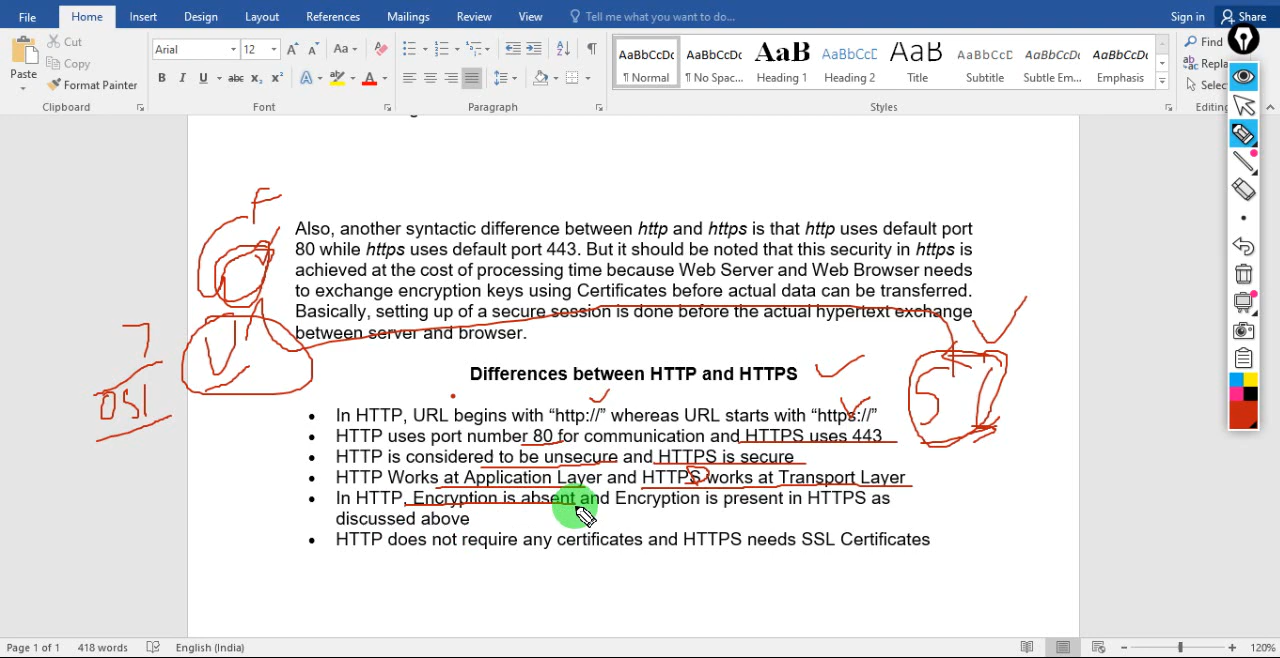 File Home Insert Design Layout References Mailings Review View Tell me what you want to do... Sign in Share
Cut
Copy
Format Painter
Paste
Arial 12
Aa
AaBbCcDc AaBbCcDc AaB AaBbCcD AaB AaBbCcD AaBbCcDc AaBbCcDc
¶ Normal ¶ No Spac... Heading 1 Heading 2 Title Subtitle Subtle Em... Emphasis
Find
Repla
Selec
Clipboard Font Paragraph Styles Editing
Also, another syntactic difference between http and https is that http uses default port
80 while https uses default port 443. But it should be noted that this security in https is
achieved at the cost of processing time because Web Server and Web Browser needs
to exchange encryption keys using Certificates before actual data can be transferred.
Basically, setting up of a secure session is done before the actual hypertext exchange
between server and browser.
7
OSI
F
Differences between HTTP and HTTPS
• In HTTP, URL begins with “http://” whereas URL starts with “https://”
• HTTP uses port number 80 for communication and HTTPS uses 443
• HTTP is considered to be unsecure and HTTPS is secure
• HTTP Works at Application Layer and HTTPS works at Transport Layer
• In HTTP, Encryption is absent and Encryption is present in HTTPS as
discussed above
• HTTP does not require any certificates and HTTPS needs SSL Certificates
Page 1 of 1 418 words English (India) 120%